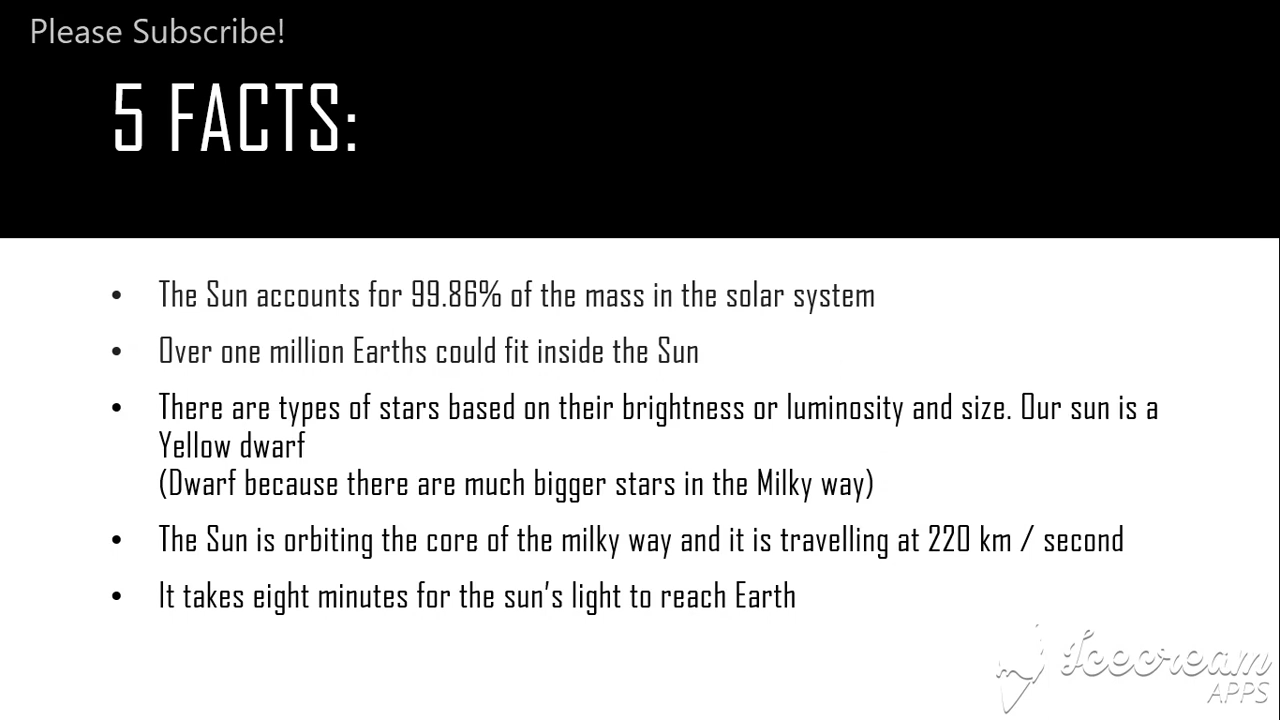 Please Subscribe!
5 FACTS:
• The Sun accounts for 99.86% of the mass in the solar system
• Over one million Earths could fit inside the Sun
• There are types of stars based on their brightness or luminosity and size. Our sun is a
Yellow dwarf
(Dwarf because there are much bigger stars in the Milky way)
• The Sun is orbiting the core of the milky way and it is travelling at 220 km / second
• It takes eight minutes for the sun's light to reach Earth
Icecream
APPS